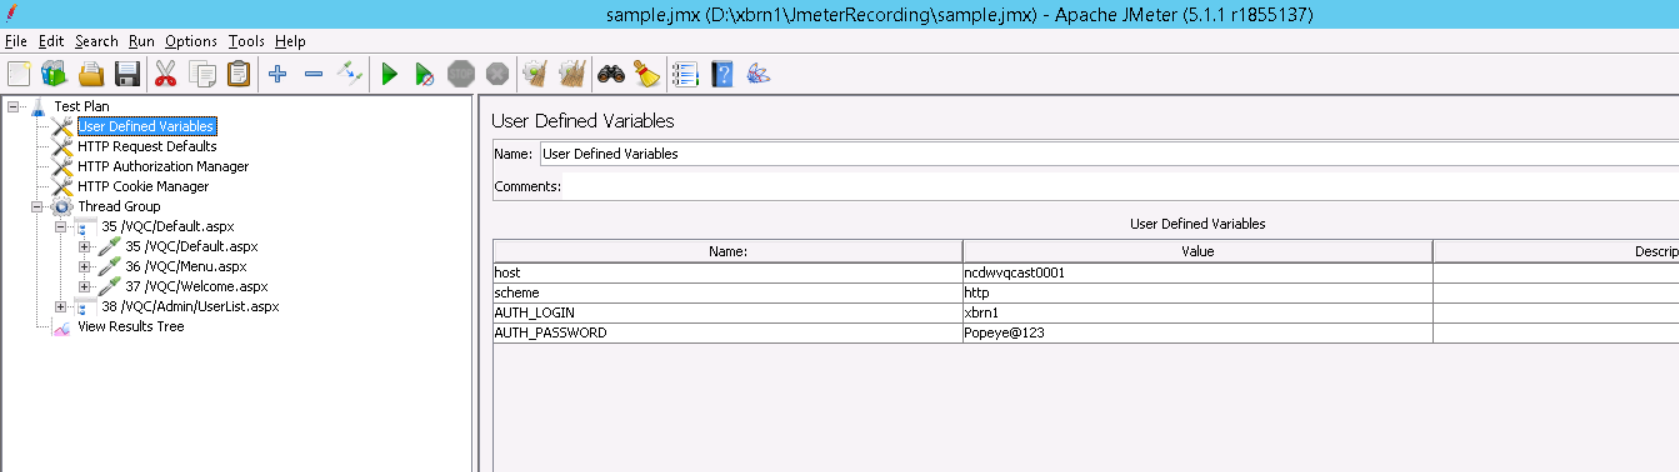 sample.jmx (D:\xbrn1\JmeterRecording\sample.jmx) - Apache JMeter (5.1.1 r1855137)
File Edit Search Run Options Tools Help
STOP
Test Plan
User Defined Variables
HTTP Request Defaults
HTTP Authorization Manager
HTTP Cookie Manager
Thread Group
35 /VQC/Default.aspx
35 /VQC/Default.aspx
36 /VQC/Menu.aspx
37 /VQC/Welcome.aspx
38 /VQC/Admin/UserList.aspx
View Results Tree
User Defined Variables
Name: User Defined Variables
Comments:
User Defined Variables
Name: Value Descrip
host ncdwvqcast0001
scheme http
AUTH_LOGIN xbrn1
AUTH_PASSWORD Popeye@123